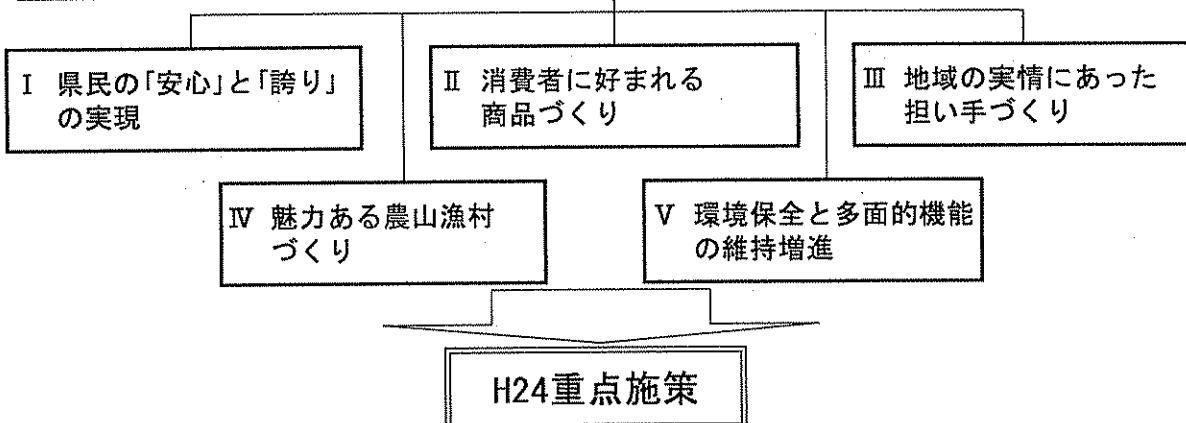 Ⅰ 県民の「安心」と「誇り」
の実現
Ⅱ 消費者に好まれる
商品づくり
Ⅲ 地域の実情にあった
担い手づくり
Ⅳ 魅力ある農山漁村
づくり
Ⅴ 環境保全と多面的機能
の維持増進
H24重点施策